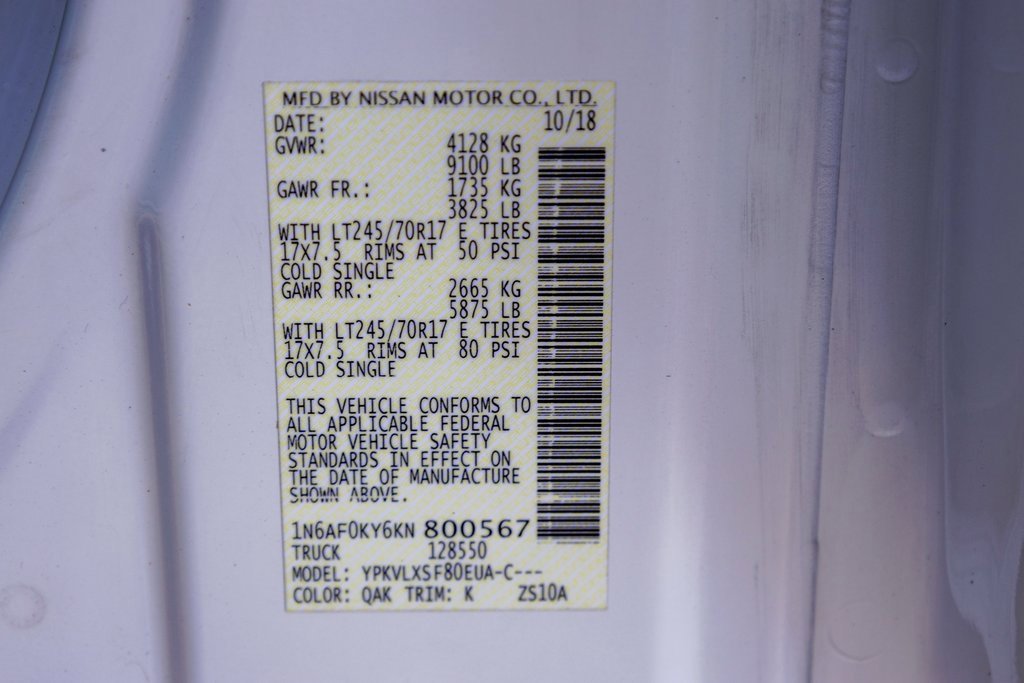 MFD BY NISSAN MOTOR CO., LTD.
DATE: 10/18
GVWR: 4128 KG
9100 LB
GAWR FR.: 1735 KG
3825 LB
WITH LT245/70R17 E TIRES
17X7.5 RIMS AT 50 PSI
COLD SINGLE
GAWR RR.: 2665 KG
5875 LB
WITH LT245/70R17 E TIRES
17X7.5 RIMS AT 80 PSI
COLD SINGLE
THIS VEHICLE CONFORMS TO
ALL APPLICABLE FEDERAL
MOTOR VEHICLE SAFETY
STANDARDS IN EFFECT ON
THE DATE OF MANUFACTURE
SHOWN ABOVE.
1N6AF0KY6KN 800567
TRUCK 128550
MODEL: YPKVLXSF80EUA-C---
COLOR: QAK TRIM: K ZS10A